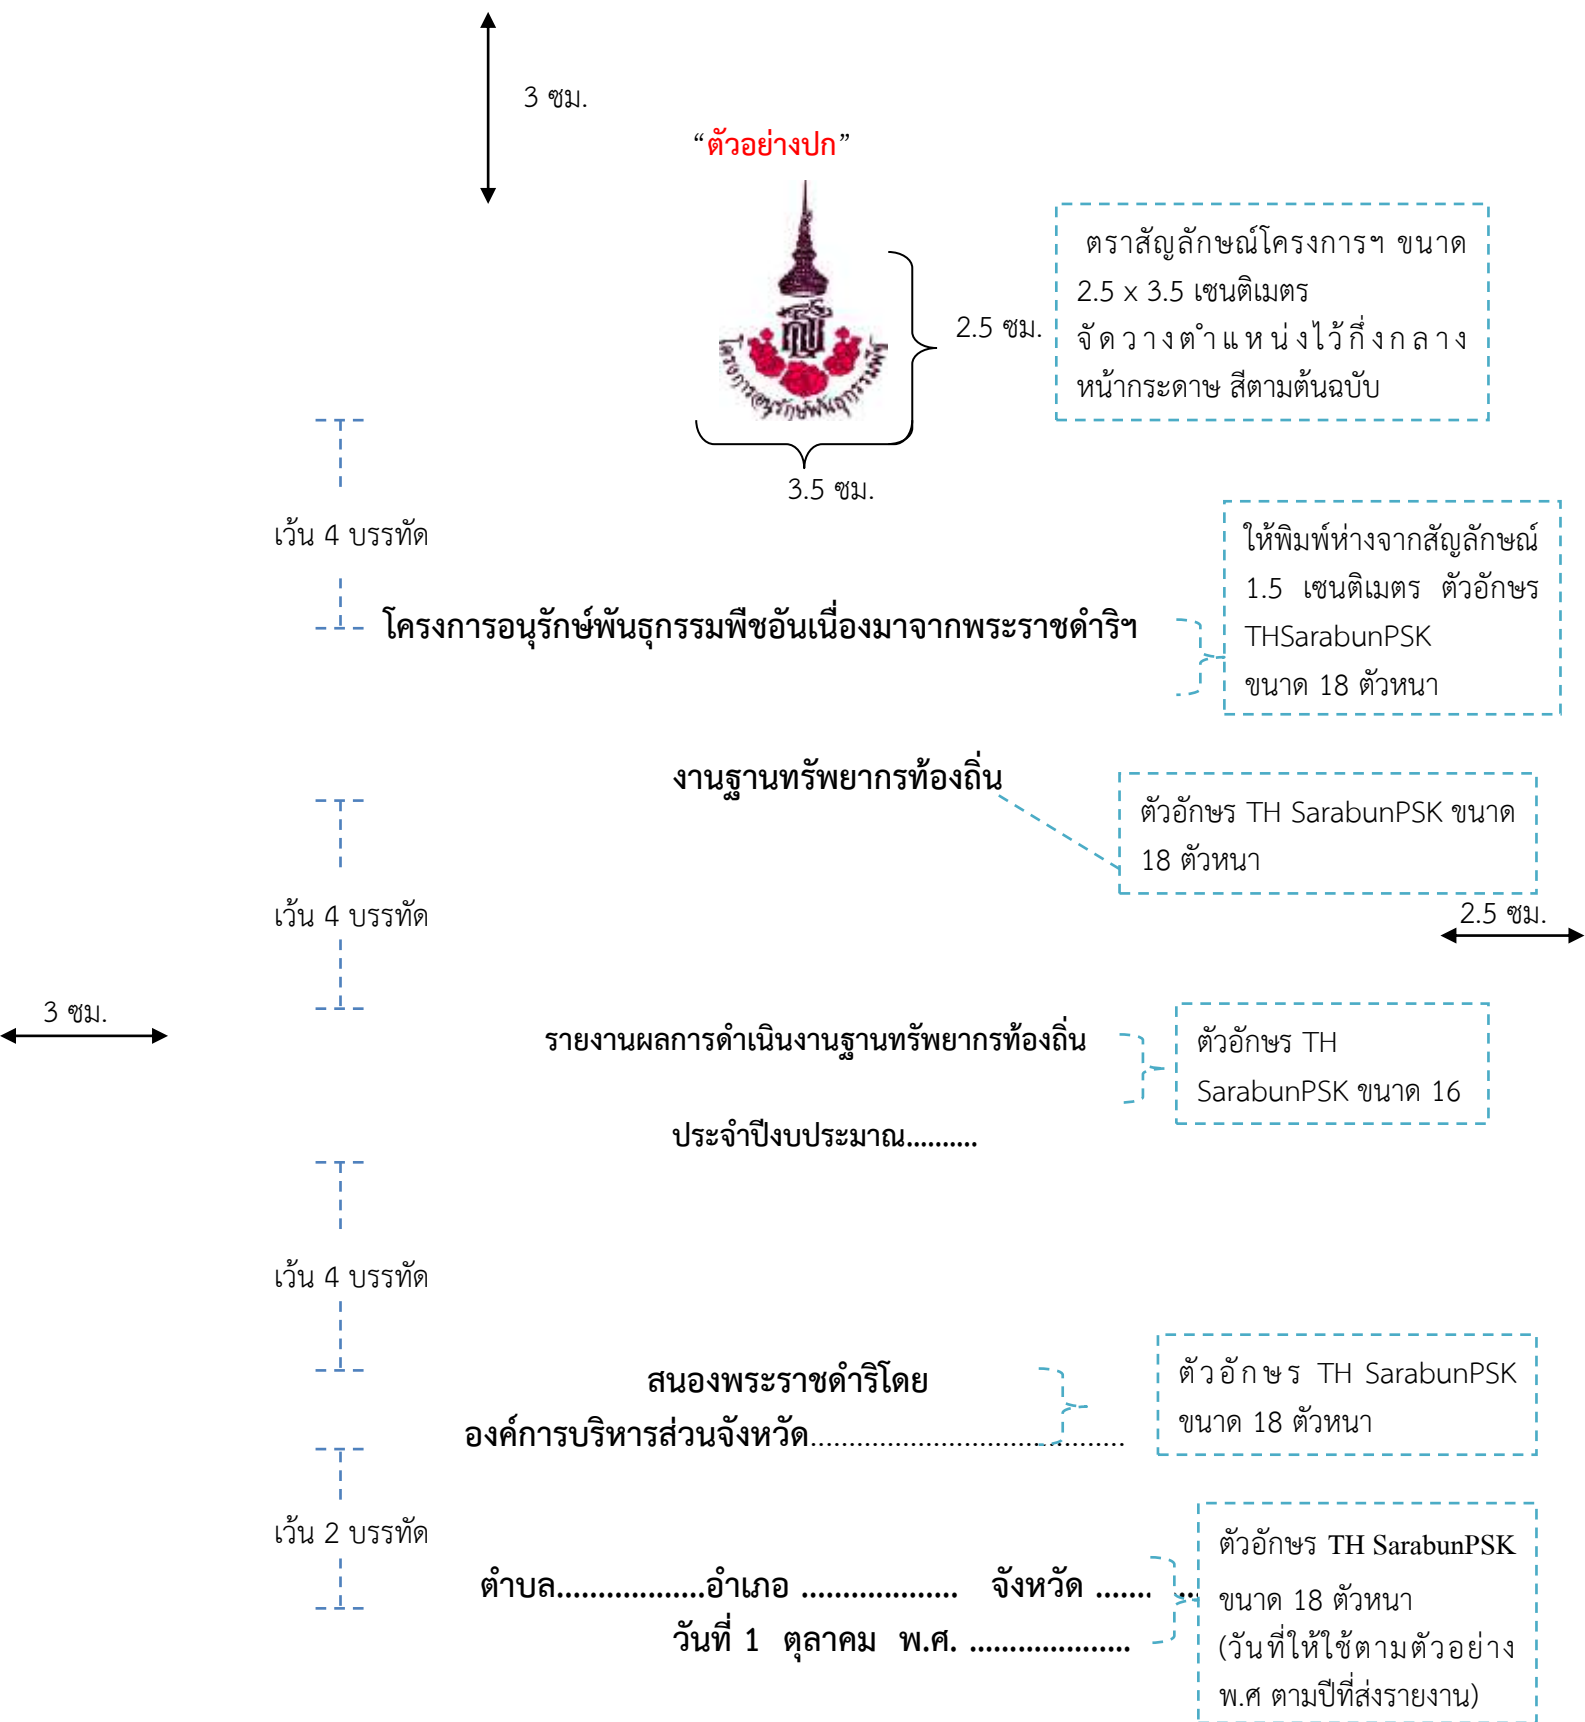 3 ซม.
“ตัวอย่างปก”
ตราสัญลักษณ์โครงการฯ ขนาด
2.5 x 3.5 เซนติเมตร
จัดวางตำแหน่งไว้กึ่งกลาง
หน้ากระดาษ สีตามต้นฉบับ
2.5 ซม.
โครงการอนุรักษ์พันธุกรรมพืชฯ
3.5 ซม.
เว้น 4 บรรทัด
ให้พิมพ์ห่างจากสัญลักษณ์
1.5 เซนติเมตร ตัวอักษร
THSarabunPSK
ขนาด 18 ตัวหนา
โครงการอนุรักษ์พันธุกรรมพืชอันเนื่องมาจากพระราชดำริฯ
งานฐานทรัพยากรท้องถิ่น
ตัวอักษร TH SarabunPSK ขนาด
18 ตัวหนา
เว้น 4 บรรทัด
2.5 ซม.
3 ซม.
รายงานผลการดำเนินงานฐานทรัพยากรท้องถิ่น
ตัวอักษร TH
SarabunPSK ขนาด 16
ประจำปีงบประมาณ..........
เว้น 4 บรรทัด
สนองพระราชดำริโดย
องค์การบริหารส่วนจังหวัด..........................................
ตัวอักษร TH SarabunPSK
ขนาด 18 ตัวหนา
เว้น 2 บรรทัด
ตำบล..................อำเภอ ................... จังหวัด .......... 
วันที่ 1 ตุลาคม พ.ศ. ....................
ตัวอักษร TH SarabunPSK
ขนาด 18 ตัวหนา
(วันที่ให้ใช้ตามตัวอย่าง
พ.ศ ตามปีที่ส่งรายงาน)